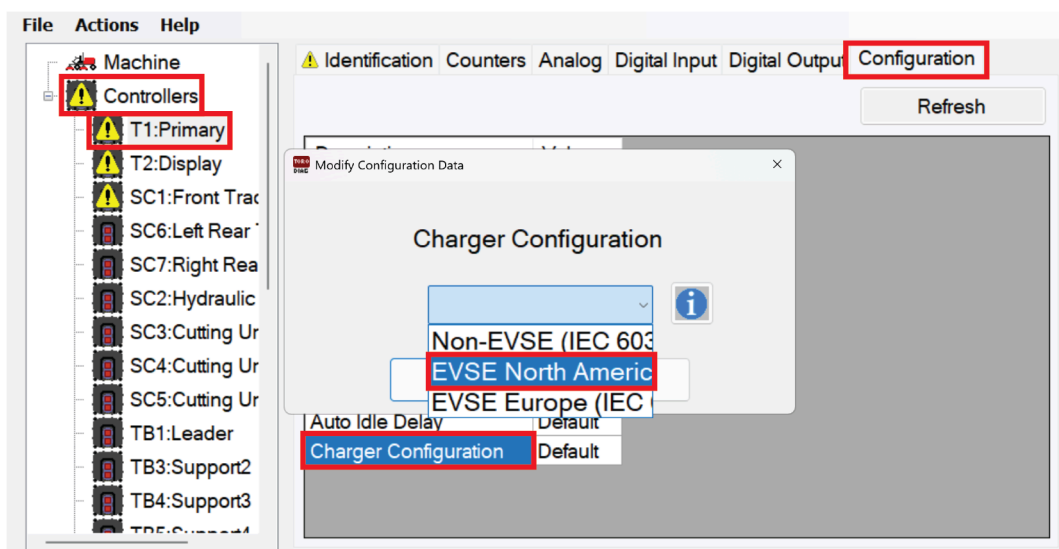 File Actions Help
Machine
Controllers
T1:Primary
T2:Display
SC1:Front Trac
SC6:Left Rear
SC7:Right Rea
SC2:Hydraulic
SC3:Cutting Ur
SC4:Cutting Ur
SC5:Cutting Ur
TB1:Leader
TB3:Support2
TB4:Support3
Identification Counters Analog Digital Input Digital Output Configuration
Refresh
TORO
DIAG
Modify Configuration Data
Charger Configuration
Non-EVSE (IEC 603
EVSE North Americ
EVSE Europe (IEC
Auto Idle Delay Default
Charger Configuration Default